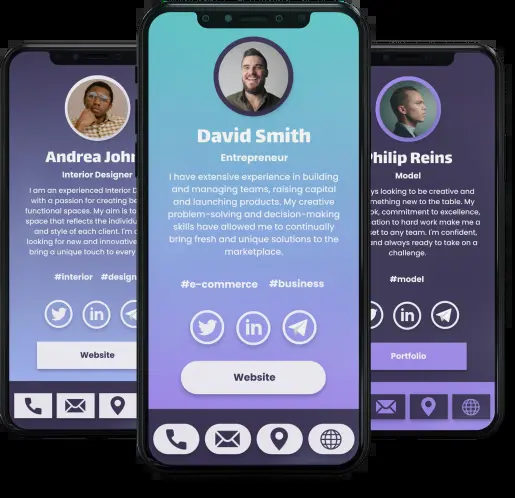 Andrea Joh
Interior Designer
I am an experienced Interior D
with a passion for creating be
functional spaces. My aim is to
space that reflects the individu
and style of each client. I'm
looking for new and innovative
bring a unique touch to every
#interior #design
Website
David Smith
Entrepreneur
I have extensive experience in building
and managing teams, raising capital
and launching products. My creative
problem-solving and decision-making
skills have allowed me to continually
bring fresh and unique solutions to the
marketplace.
#e-commerce #business
in
Website
Philip Reins
Model
ys looking to be creative and
mething new to the table. My
ok, commitment to excellence,
ation to hard work make me a
set to any team. I'm confident,
and always ready to take on a
challenge.
#model
in
Portfolio